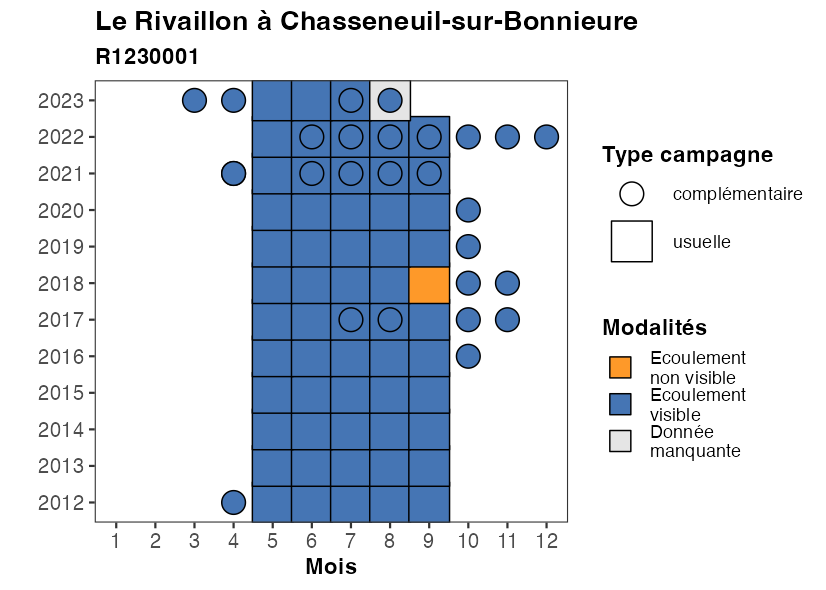 Le Rivaillon à Chasseneuil-sur-Bonnieure
R1230001
2023
2022
2021
2020
2019
2018
2017
2016
2015
2014
2013
2012
1 2 3 4 5 6 7 8 9 10 11 12
Mois
Type campagne
complémentaire
usuelle
Modalités
Ecoulement
non visible
Ecoulement
visible
Donnée
manquante